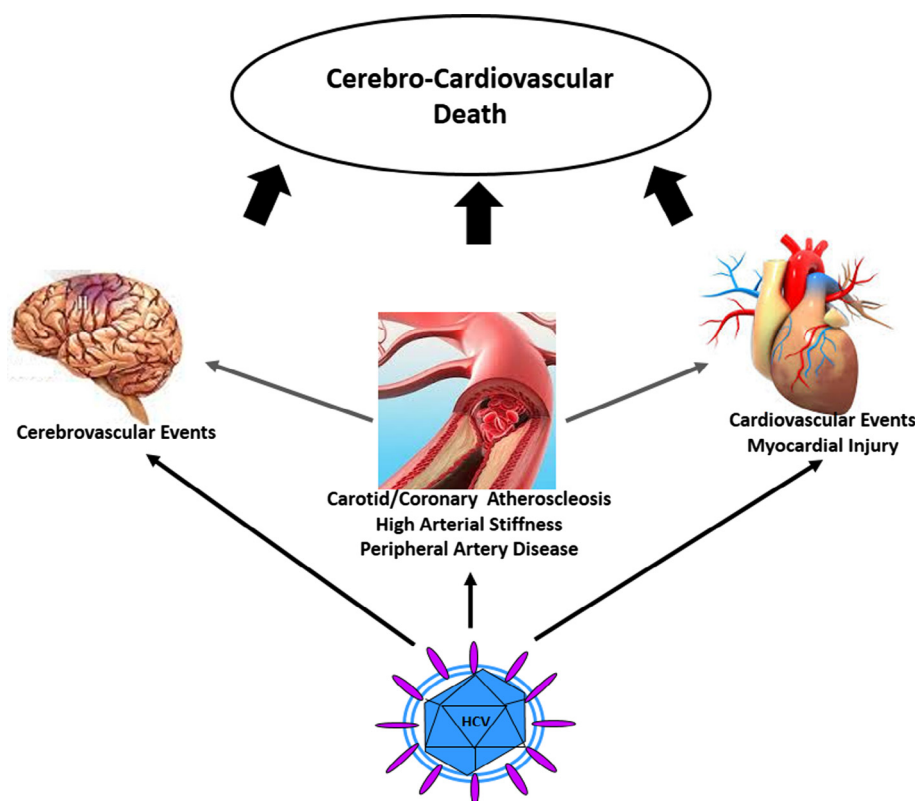 Cerebro-Cardiovascular
Death
Cerebrovascular Events
Carotid/Coronary Atheroscleosis
High Arterial Stiffness
Peripheral Artery Disease
Cardiovascular Events
Myocardial Injury
HCV